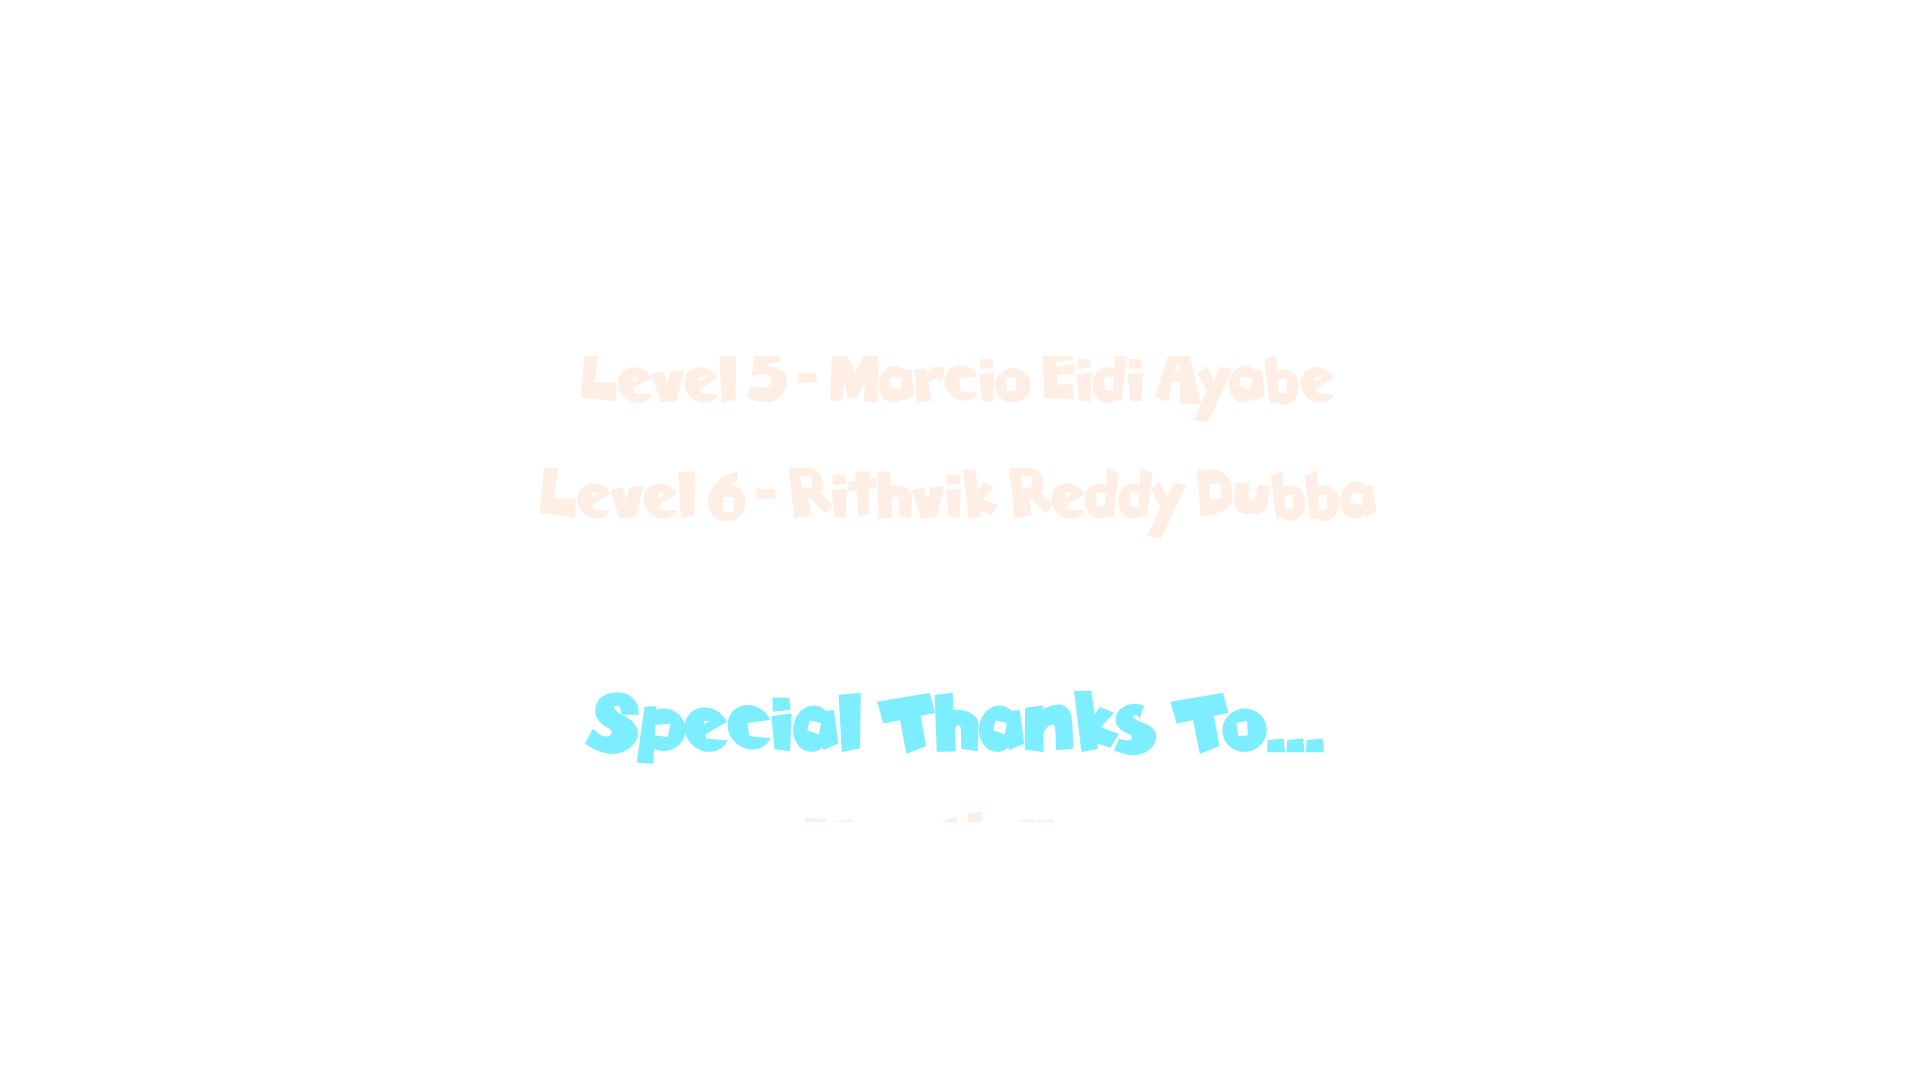 Level 5 - Marcio Eidi Ayabe
Level 6 - Rithvik Reddy Dubba
Special Thanks To...